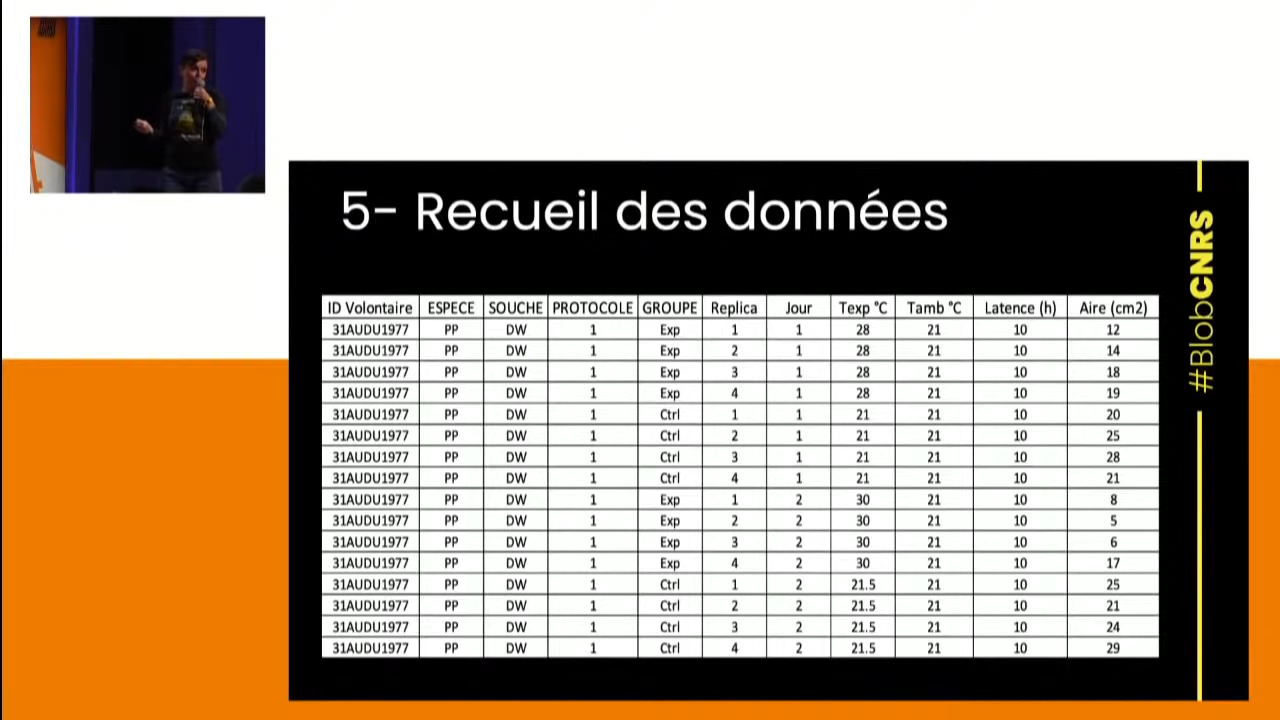 5- Recueil des données
ID Volontaire ESPECE SOUCHE PROTOCOLE GROUPE Replica Jour Texp °C Tamb °C Latence (h) Aire (cm2)
31AUDU1977 PP DW 1 Exp 1 1 28 21 10 12
31AUDU1977 PP DW 1 Exp 2 1 28 21 10 14
31AUDU1977 PP DW 1 Exp 3 1 28 21 10 18
31AUDU1977 PP DW 1 Exp 4 1 28 21 10 19
31AUDU1977 PP DW 1 Ctrl 1 1 21 21 10 20
31AUDU1977 PP DW 1 Ctrl 2 1 21 21 10 25
31AUDU1977 PP DW 1 Ctrl 3 1 21 21 10 28
31AUDU1977 PP DW 1 Ctrl 4 1 21 21 10 21
31AUDU1977 PP DW 1 Exp 1 2 30 21 10 8
31AUDU1977 PP DW 1 Exp 2 2 30 21 10 5
31AUDU1977 PP DW 1 Exp 3 2 30 21 10 6
31AUDU1977 PP DW 1 Exp 4 2 30 21 10 17
31AUDU1977 PP DW 1 Ctrl 1 2 21.5 21 10 25
31AUDU1977 PP DW 1 Ctrl 2 2 21.5 21 10 21
31AUDU1977 PP DW 1 Ctrl 3 2 21.5 21 10 24
31AUDU1977 PP DW 1 Ctrl 4 2 21.5 21 10 29
#BlobCNRS